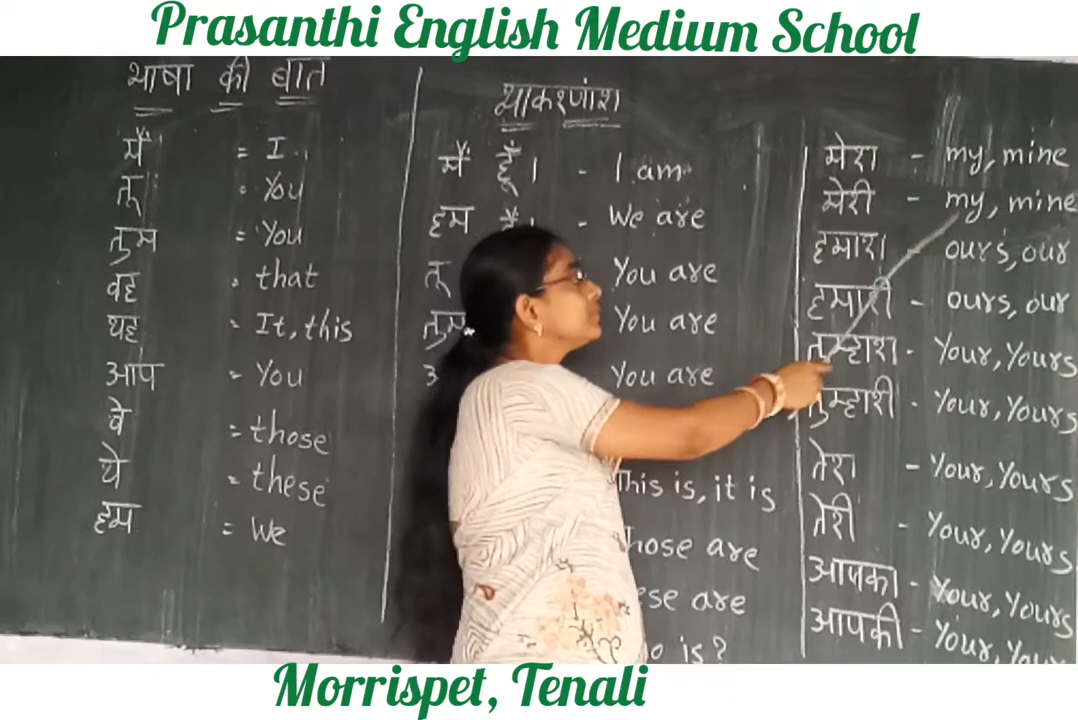 Prasanthi English Medium School
भाषा की बात
मैं = I
तू = You
तुम = You
वह = that
यह = It, this
आप = You
वे = those
ये = these
हम = We
मैं हूँ। - I am
हम हैं। - We are
तू You are
तुम You are
You are
This is, it is
those are
are
is?
मेरा - my, mine
मेरी - my, mine
हमारा ours, our
हमारी - ours, our
तुम्हारा - Your, Yours
तुम्हारी - Your, Yours
तेरा - Your, Yours
तेरी - Your, Yours
आपका - Your, Yours
आपकी - Your, Yours
Morrispet, Tenali